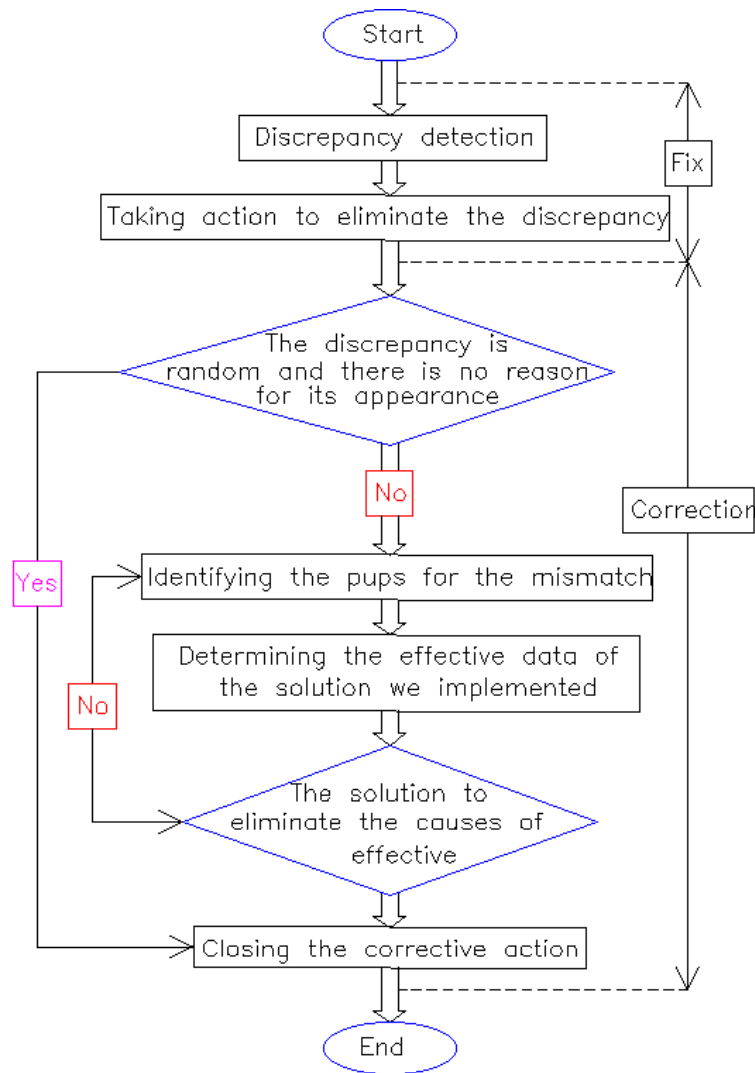 Start
Discrepancy detection
Fix
Taking action to eliminate the discrepancy
The discrepancy is
random and there is no reason
for its appearance
No
Correction
Identifying the pups for the mismatch
Yes
Determining the effective data of
the solution we implemented
No
The solution to
eliminate the causes of
effective
Closing the corrective action
End